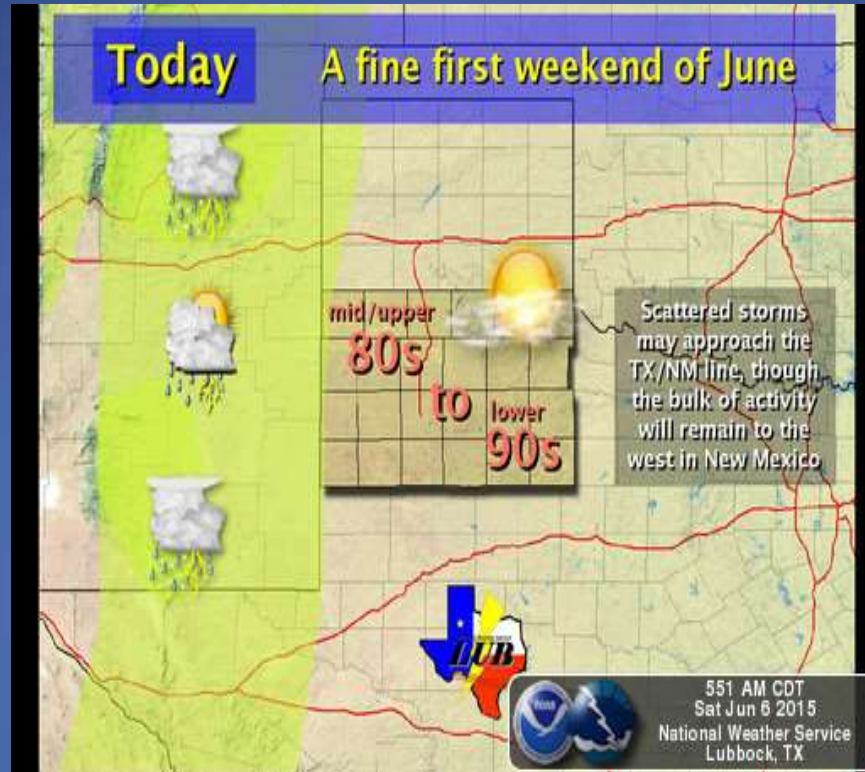 Today
A fine first weekend of June
mid/upper
80s
to
lower
90s
Scattered storms
may approach the
TX/NM line, though
the bulk of activity
will remain to the
west in New Mexico
LUB
NOAA
551 AM CDT
Sat Jun 6 2015
National Weather Service
Lubbock, TX